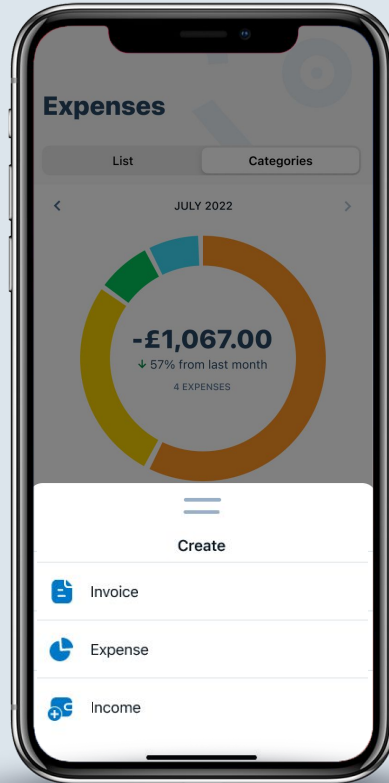 Expenses
List Categories
JULY 2022
-£1,067.00
↓ 57% from last month
4 EXPENSES
Create
Invoice
Expense
Income